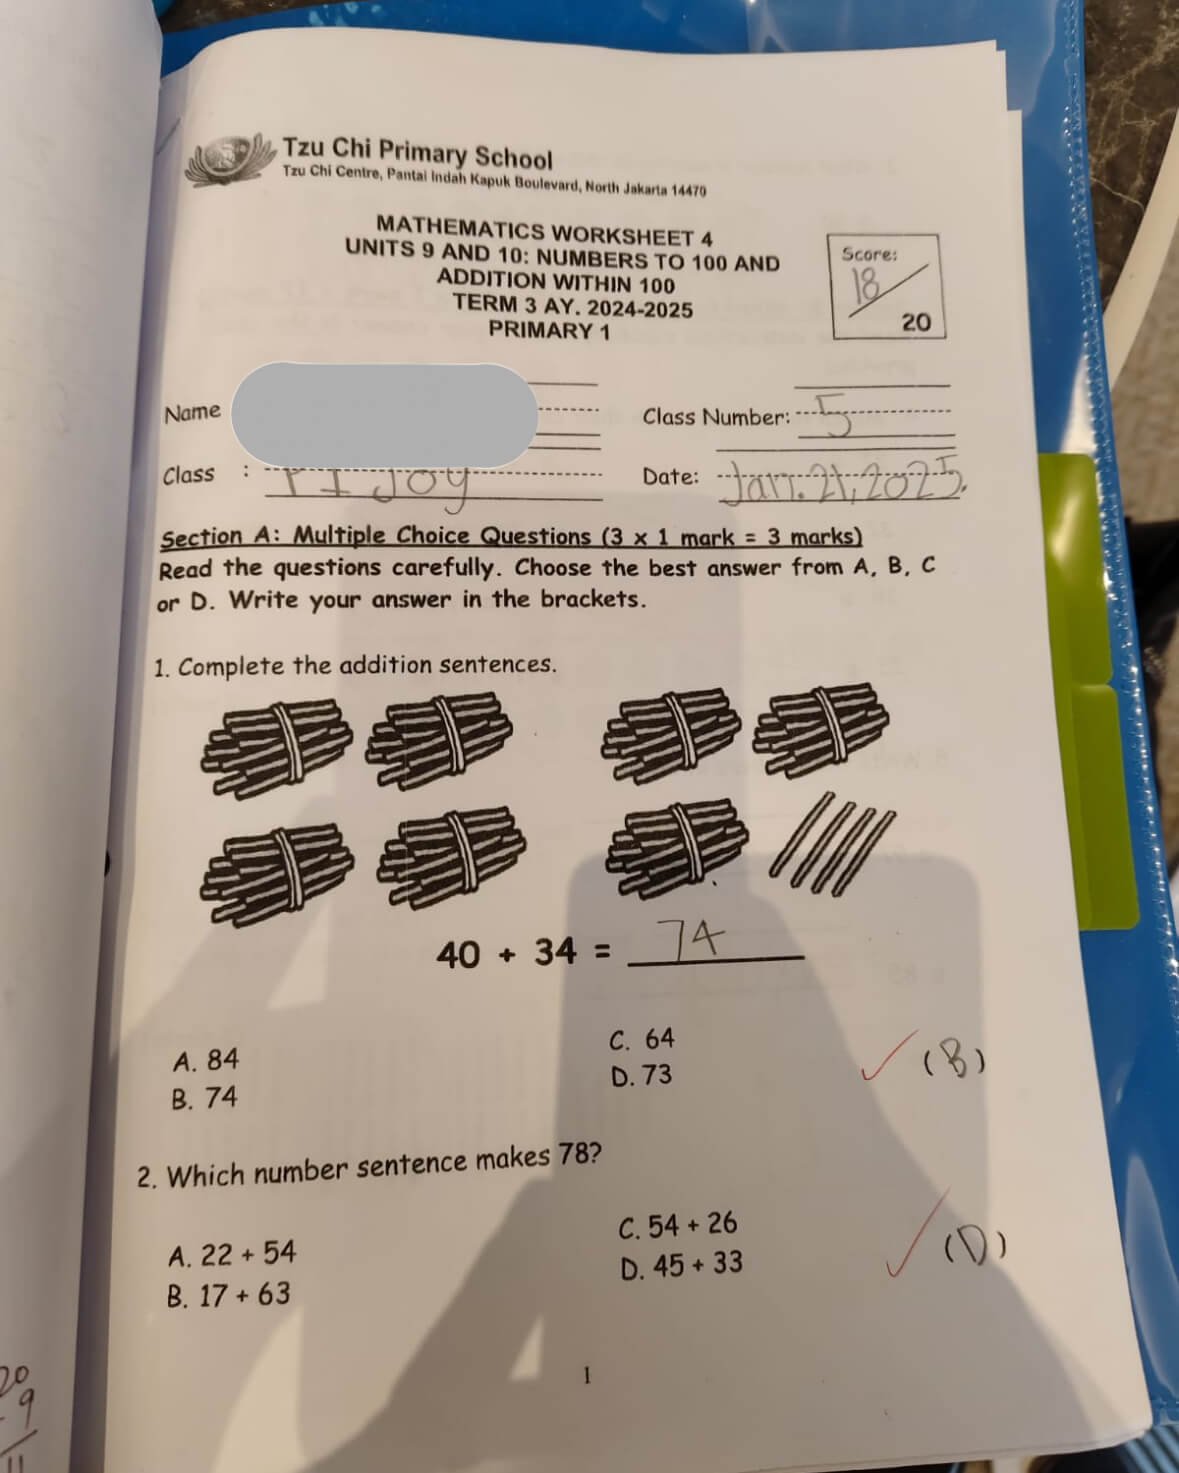 Tzu Chi Primary School
Tzu Chi Centre, Pantai Indah Kapuk Boulevard, North Jakarta 14470
MATHEMATICS WORKSHEET 4
UNITS 9 AND 10: NUMBERS TO 100 AND
ADDITION WITHIN 100
TERM 3 AY. 2024-2025
PRIMARY 1
Score:
18
20
Name
Class Number: 5
Class : P1 JOY
Date: Jan. 21, 2025.
Section A: Multiple Choice Questions (3 x 1 mark = 3 marks)
Read the questions carefully. Choose the best answer from A, B, C
or D. Write your answer in the brackets.
1. Complete the addition sentences.
40 + 34 = 74
A. 84
B. 74
C. 64
D. 73
(B)
2. Which number sentence makes 78?
A. 22 + 54
B. 17 + 63
C. 54 + 26
D. 45 + 33
(D)
1
20
- 9
11